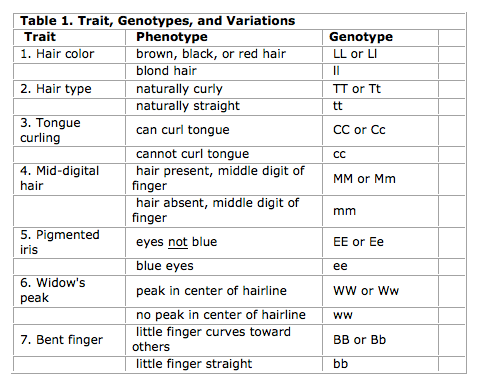 Table 1. Trait, Genotypes, and Variations
Trait Phenotype Genotype
1. Hair color brown, black, or red hair LL or Ll
blond hair ll
2. Hair type naturally curly TT or Tt
naturally straight tt
3. Tongue
curling can curl tongue CC or Cc
cannot curl tongue cc
4. Mid-digital
hair hair present, middle digit of
finger MM or Mm
hair absent, middle digit of
finger mm
5. Pigmented
iris eyes not blue EE or Ee
blue eyes ee
6. Widow's
peak peak in center of hairline WW or Ww
no peak in center of hairline ww
7. Bent finger little finger curves toward
others BB or Bb
little finger straight bb